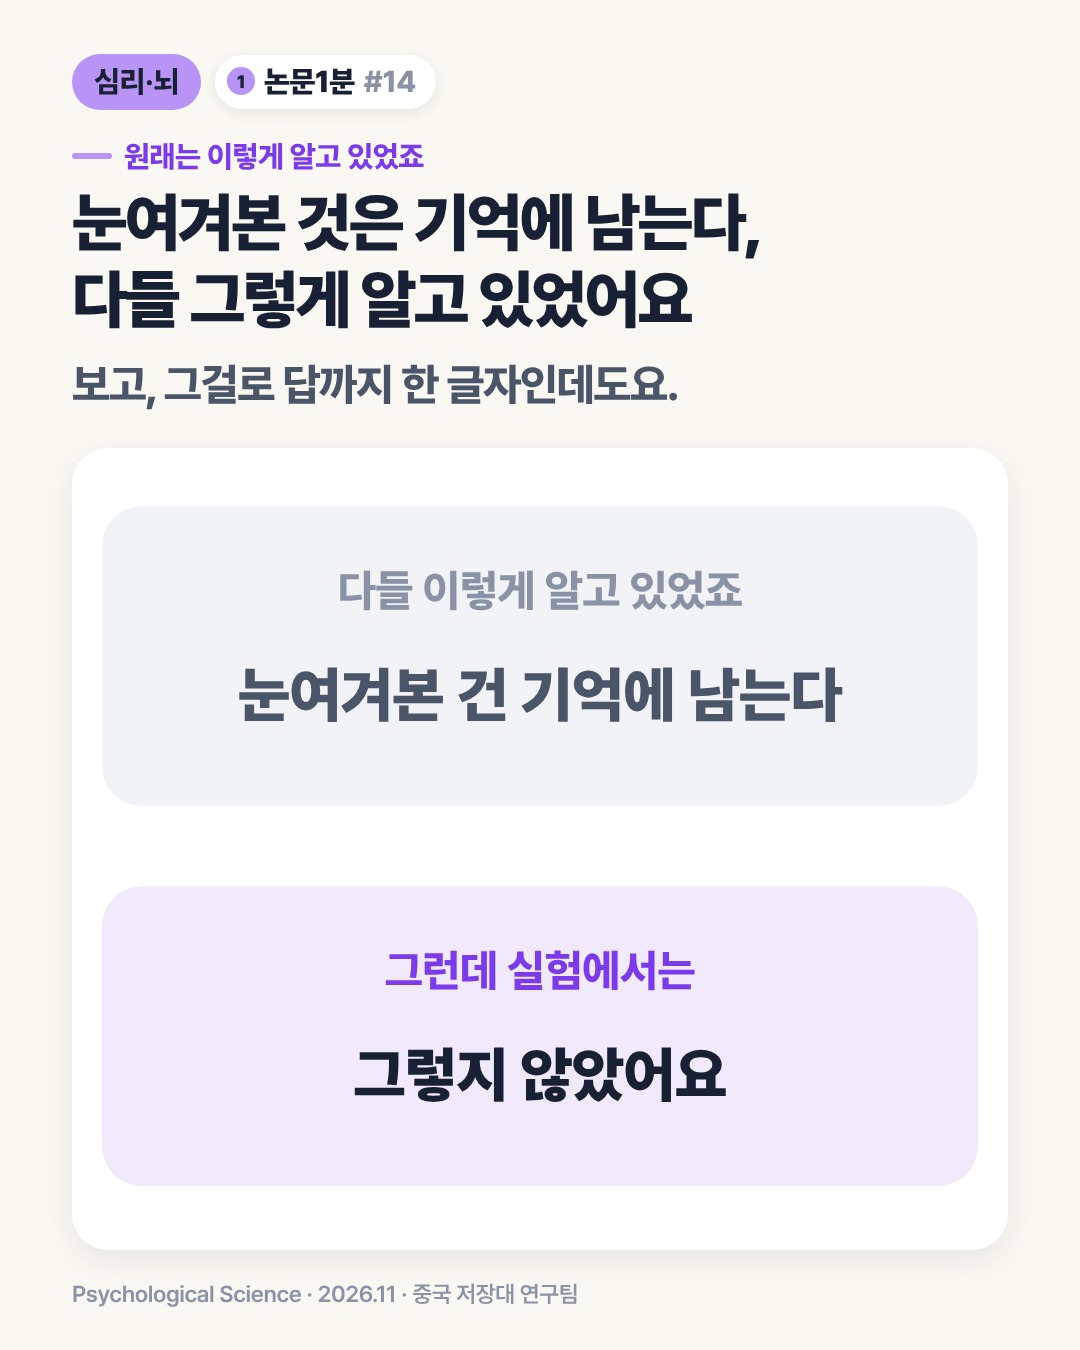 심리·뇌
1 논문1분 #14
원래는 이렇게 알고 있었죠
눈여겨본 것은 기억에 남는다,
다들 그렇게 알고 있었어요
보고, 그걸로 답까지 한 글자인데도요.
다들 이렇게 알고 있었죠
눈여겨본 건 기억에 남는다
그런데 실험에서는
그렇지 않았어요
Psychological Science · 2026.11 · 중국 저장대 연구팀